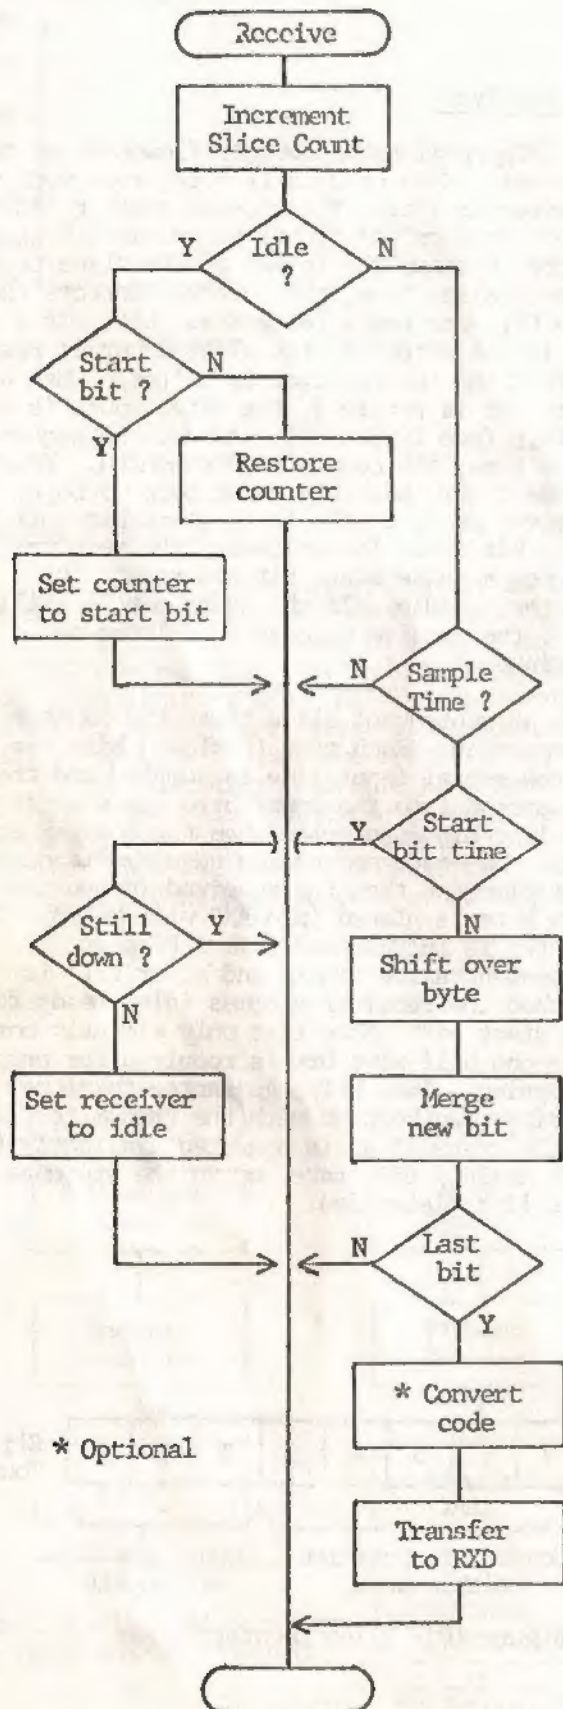 Receive
Increment
Slice Count
Y
Idle
?
N
Start
bit ?
N
Y
Restore
counter
Set counter
to start bit
N
Sample
Time ?
Y
Start
bit time
N
Still
down ?
Y
N
Shift over
byte
Set receiver
to idle
Merge
new bit
N
Last
bit
Y
* Convert
code
* Optional
Transfer
to RXD